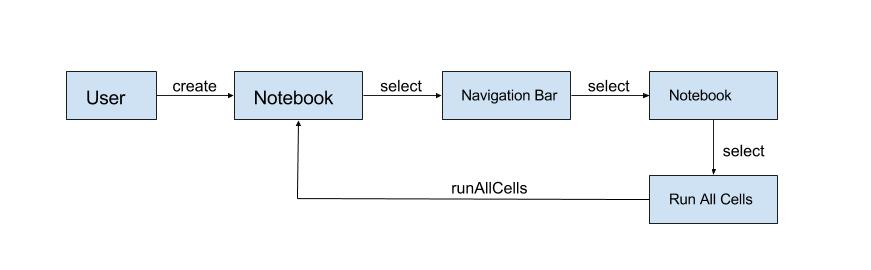 User
create
Notebook
select
Navigation Bar
select
Notebook
select
runAllCells
Run All Cells